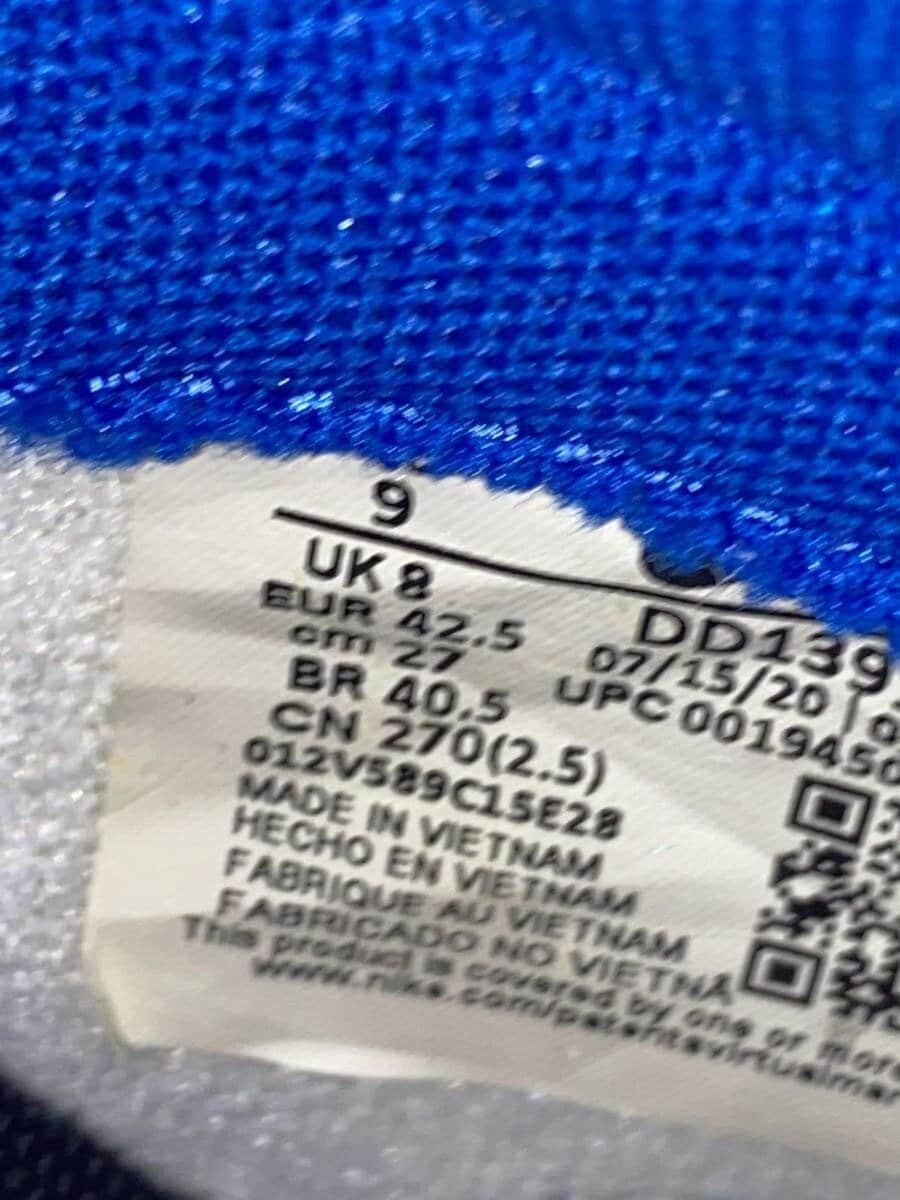 9
UK 8
EUR 42.5
cm 27
BR 40.5
CN 270(2.5)
012V589C15E28
MADE IN VIETNAM
HECHO EN VIETNAM
FABRIQUE AU VIETNAM
FABRICADO NO VIETNÃ
This product is covered by one or more
www.nike.com/patentsvirtualmar
DD139
07/15/20
UPC 00019450